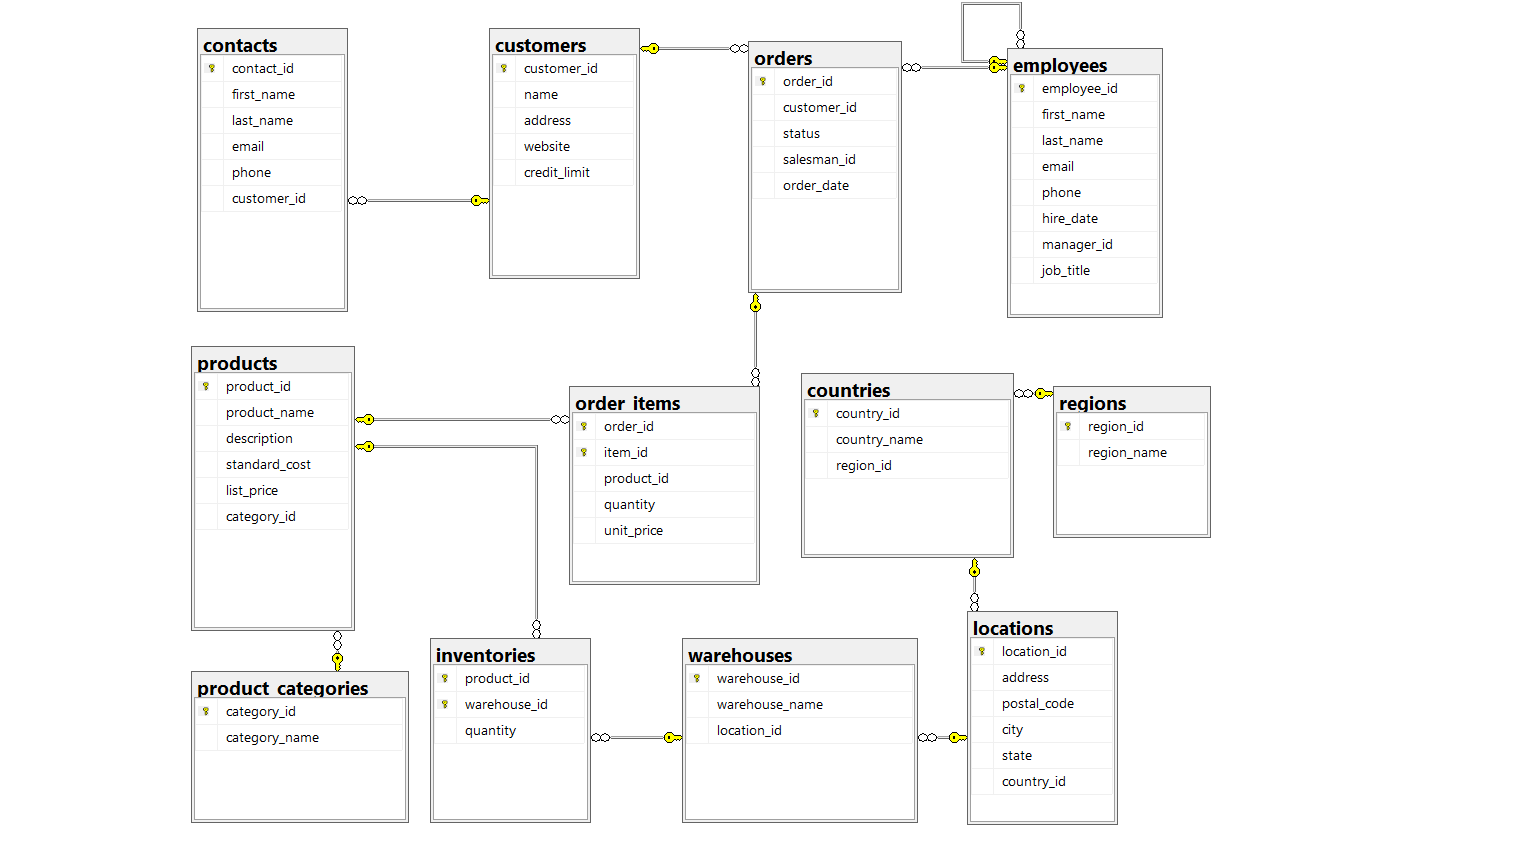 contacts
contact_id
first_name
last_name
email
phone
customer_id
customers
customer_id
name
address
website
credit_limit
orders
order_id
customer_id
status
salesman_id
order_date
employees
employee_id
first_name
last_name
email
phone
hire_date
manager_id
job_title
products
product_id
product_name
description
standard_cost
list_price
category_id
order_items
order_id
item_id
product_id
quantity
unit_price
countries
country_id
country_name
region_id
regions
region_id
region_name
product_categories
category_id
category_name
inventories
product_id
warehouse_id
quantity
warehouses
warehouse_id
warehouse_name
location_id
locations
location_id
address
postal_code
city
state
country_id